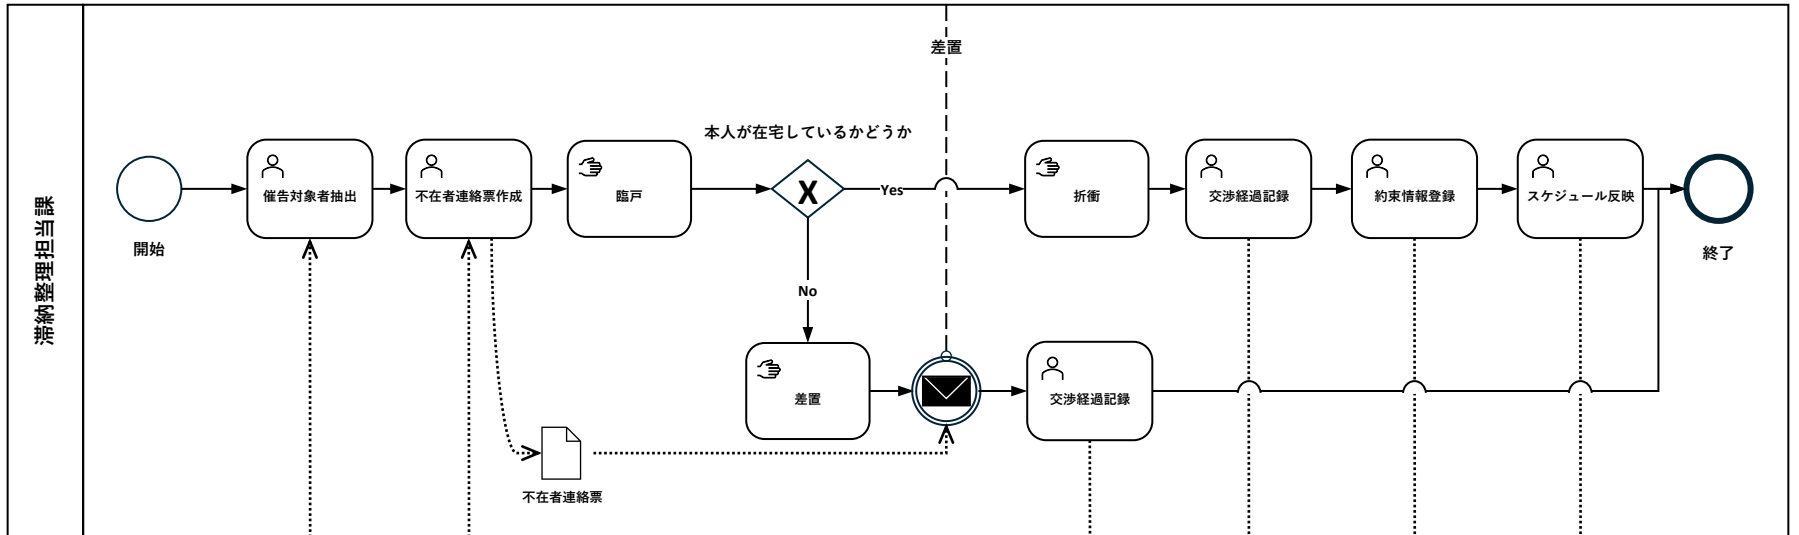 滞納整理担当課
差置
本人が在宅しているかどうか
開始
催告対象者抽出
不在者連絡票作成
臨戸
X
Yes
折衝
交渉経過記録
約束情報登録
スケジュール反映
終了
No
差置
交渉経過記録
不在者連絡票